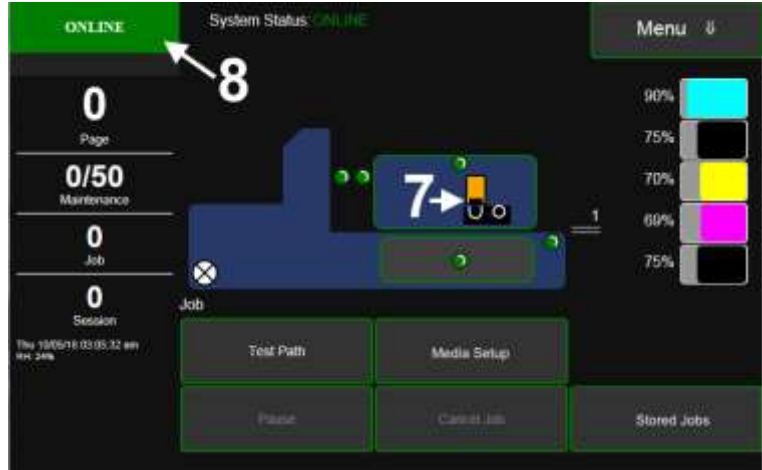 ONLINE
System Status: ONLINE
Menu
8
0
Page
0/50
Maintenance
0
Job
0
Session
Thu 10/05/18 03:05:32 am
RH: 24%
7
1
90%
75%
70%
69%
75%
Job
Test Path
Media Setup
Pause
Cancel Job
Stored Jobs